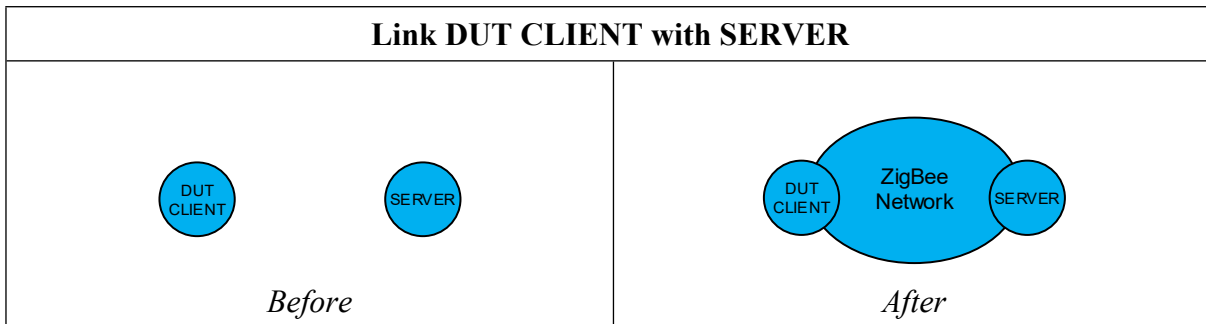 Link DUT CLIENT with SERVER
DUT
CLIENT
SERVER
Before
DUT
CLIENT
ZigBee
Network
SERVER
After